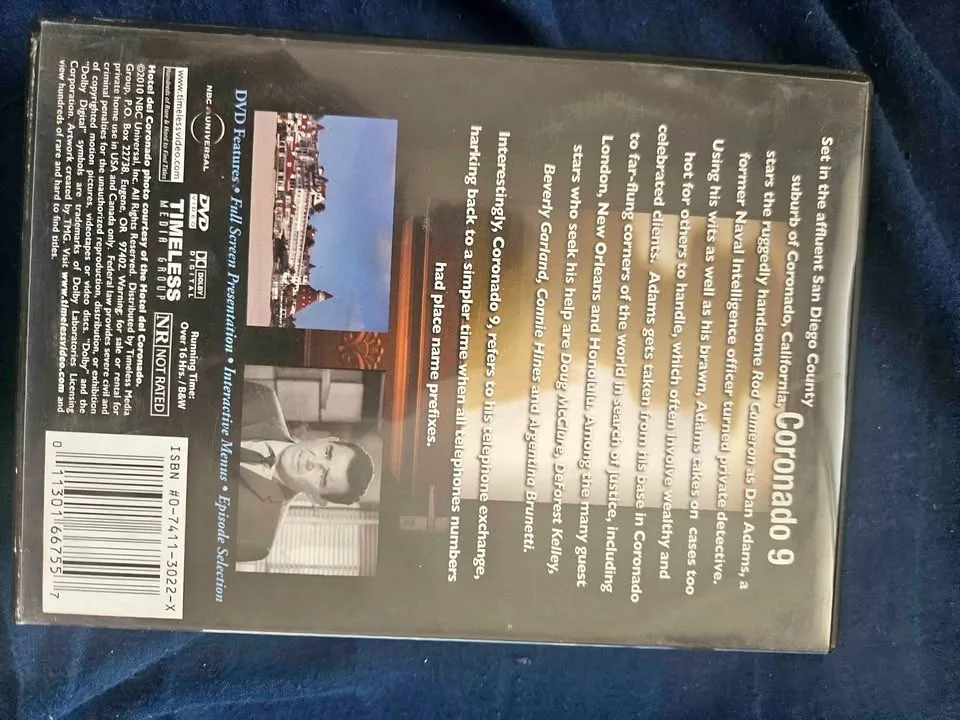 Set in the affluent San Diego County
suburb of Coronado, California, Coronado 9
stars the ruggedly handsome Rod Cameron as Dan Adams, a
former Naval Intelligence officer turned private detective.
Using his wits as well as his brawn, Adams takes on cases too
hot for others to handle, which often involve wealthy and
celebrated clients. Adams gets taken from his base in Coronado
to far-flung corners of the world in search of justice, including
London, New Orleans and Honolulu. Among the many guest
stars who seek his help are Doug McClure, DeForest Kelley,
Beverly Garland, Connie Hines and Argentina Brunetti.
Interestingly, Coronado 9, refers to his telephone exchange,
harking back to a simpler time when all telephones numbers
had place name prefixes.
DVD Features • Full Screen Presentation • Interactive Menus • Episode Selection
NBC UNIVERSAL
DVD VIDEO
DOLBY DIGITAL
Running Time:
Over 16 Hrs. / B&W
www.timelessvideo.com
Hundreds of Rare & Hard to Find Titles
TIMELESS
MEDIA GROUP
NR NOT RATED
Hotel del Coronado photo courtesy of the Hotel del Coronado.
©2010 NBC Universal, Inc. All Rights Reserved. Distributed by Timeless Media
Group, P.O. Box 22738, Eugene, OR 97402. Warning: for sale or rental for
private home use in USA and Canada only. Federal law provides severe civil and
criminal penalties for the unauthorized reproduction, distribution, or exhibition
of copyrighted motion pictures, videotapes or video discs. "Dolby" and the
"Dolby Digital" symbols are trademarks of Dolby Laboratories Licensing
Corporation. Artwork created by TMG. Visit www.timelessvideo.com and
view hundreds of rare and hard to find titles.
ISBN #0-7411-3022-X
0 11301 66755 7